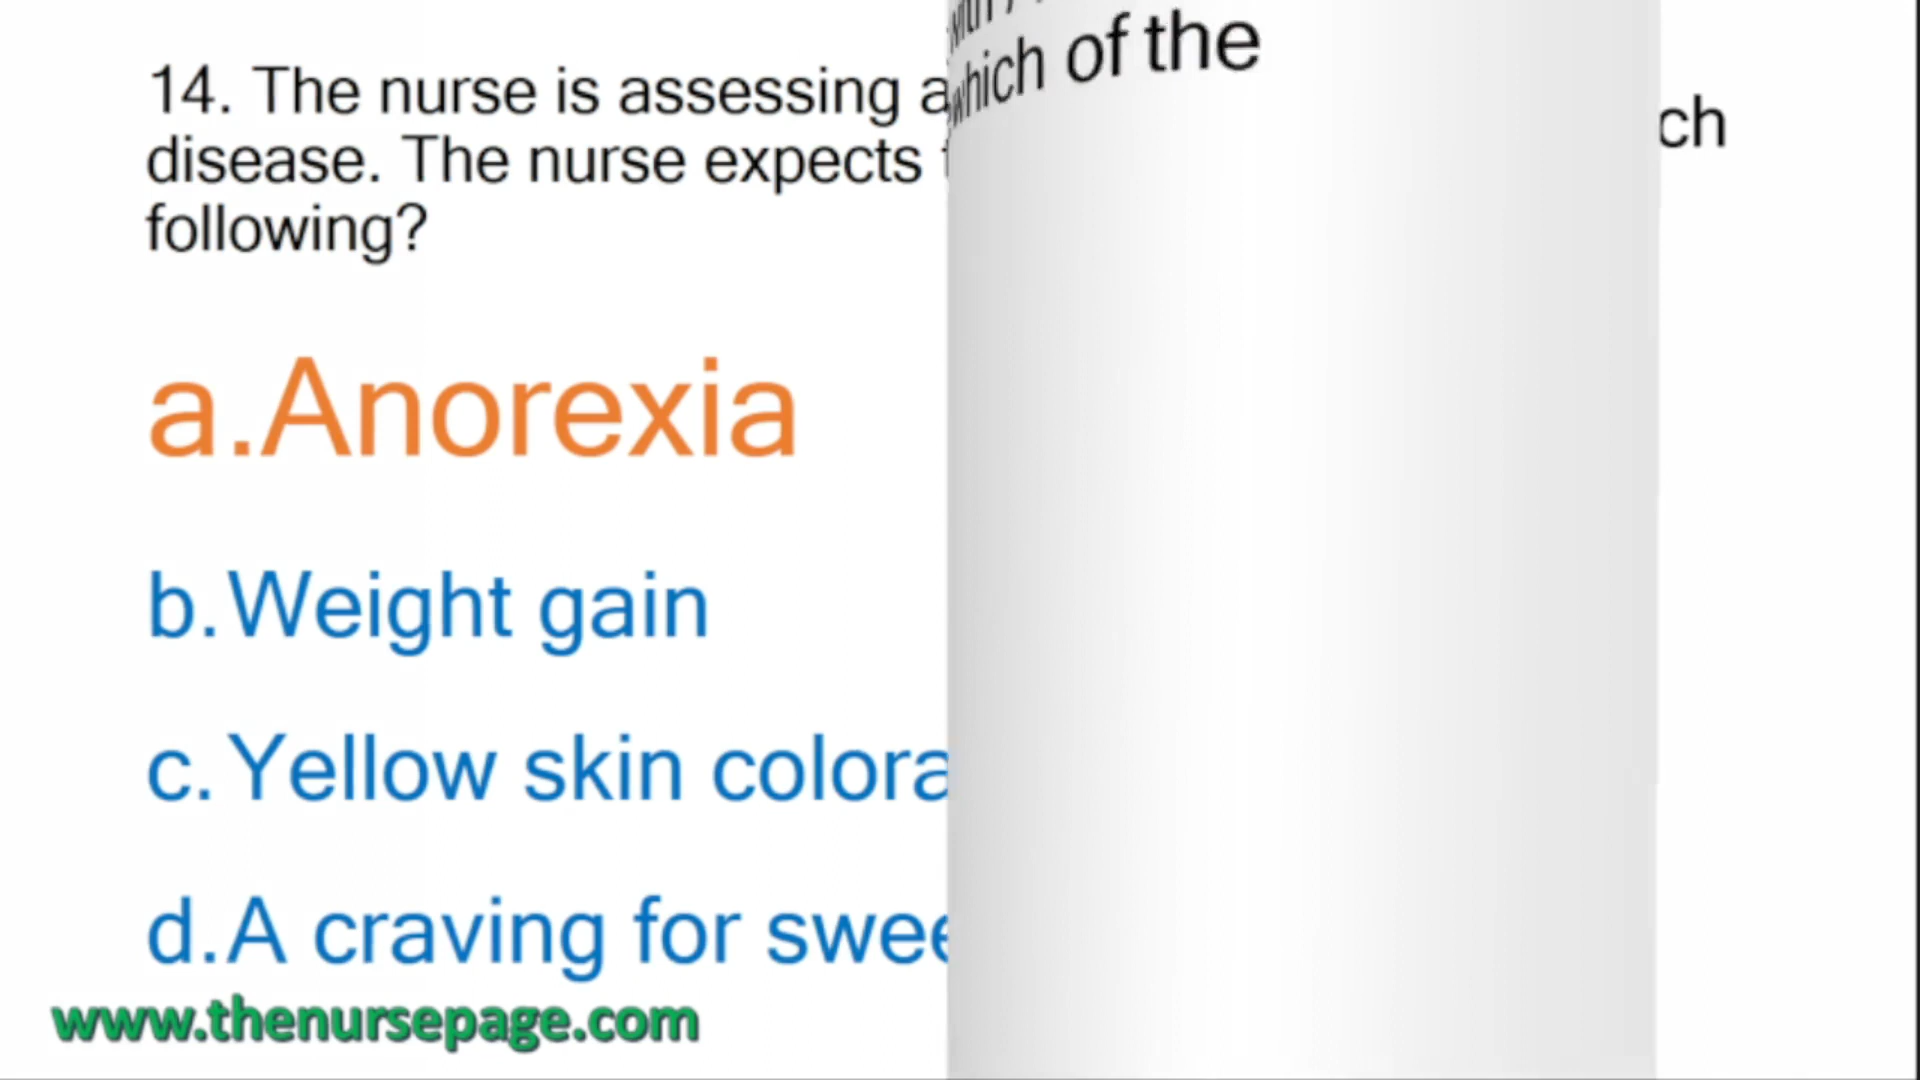 14. The nurse is assessing a
which of the
ch
disease. The nurse expects
following?
a.Anorexia
b.Weight gain
c. Yellow skin colora
d.A craving for swee
www.thenursepage.com